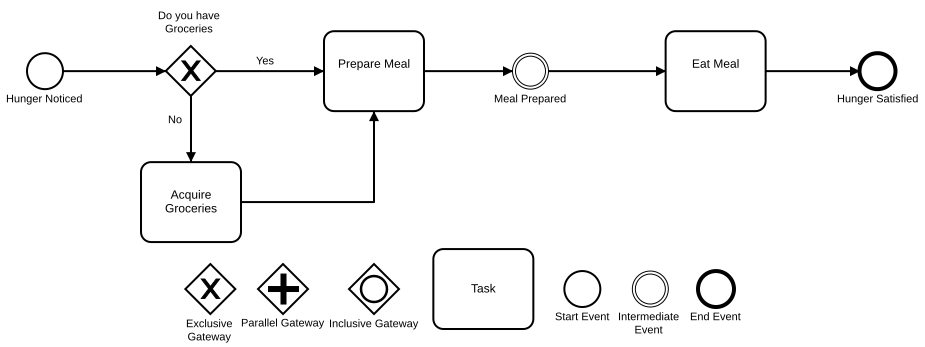 Do you have
Groceries
X
Yes
Prepare Meal
Eat Meal
Hunger Noticed
Meal Prepared
Hunger Satisfied
No
Acquire
Groceries
X
Task
Exclusive
Gateway
Parallel Gateway
Inclusive Gateway
Start Event
Intermediate
Event
End Event